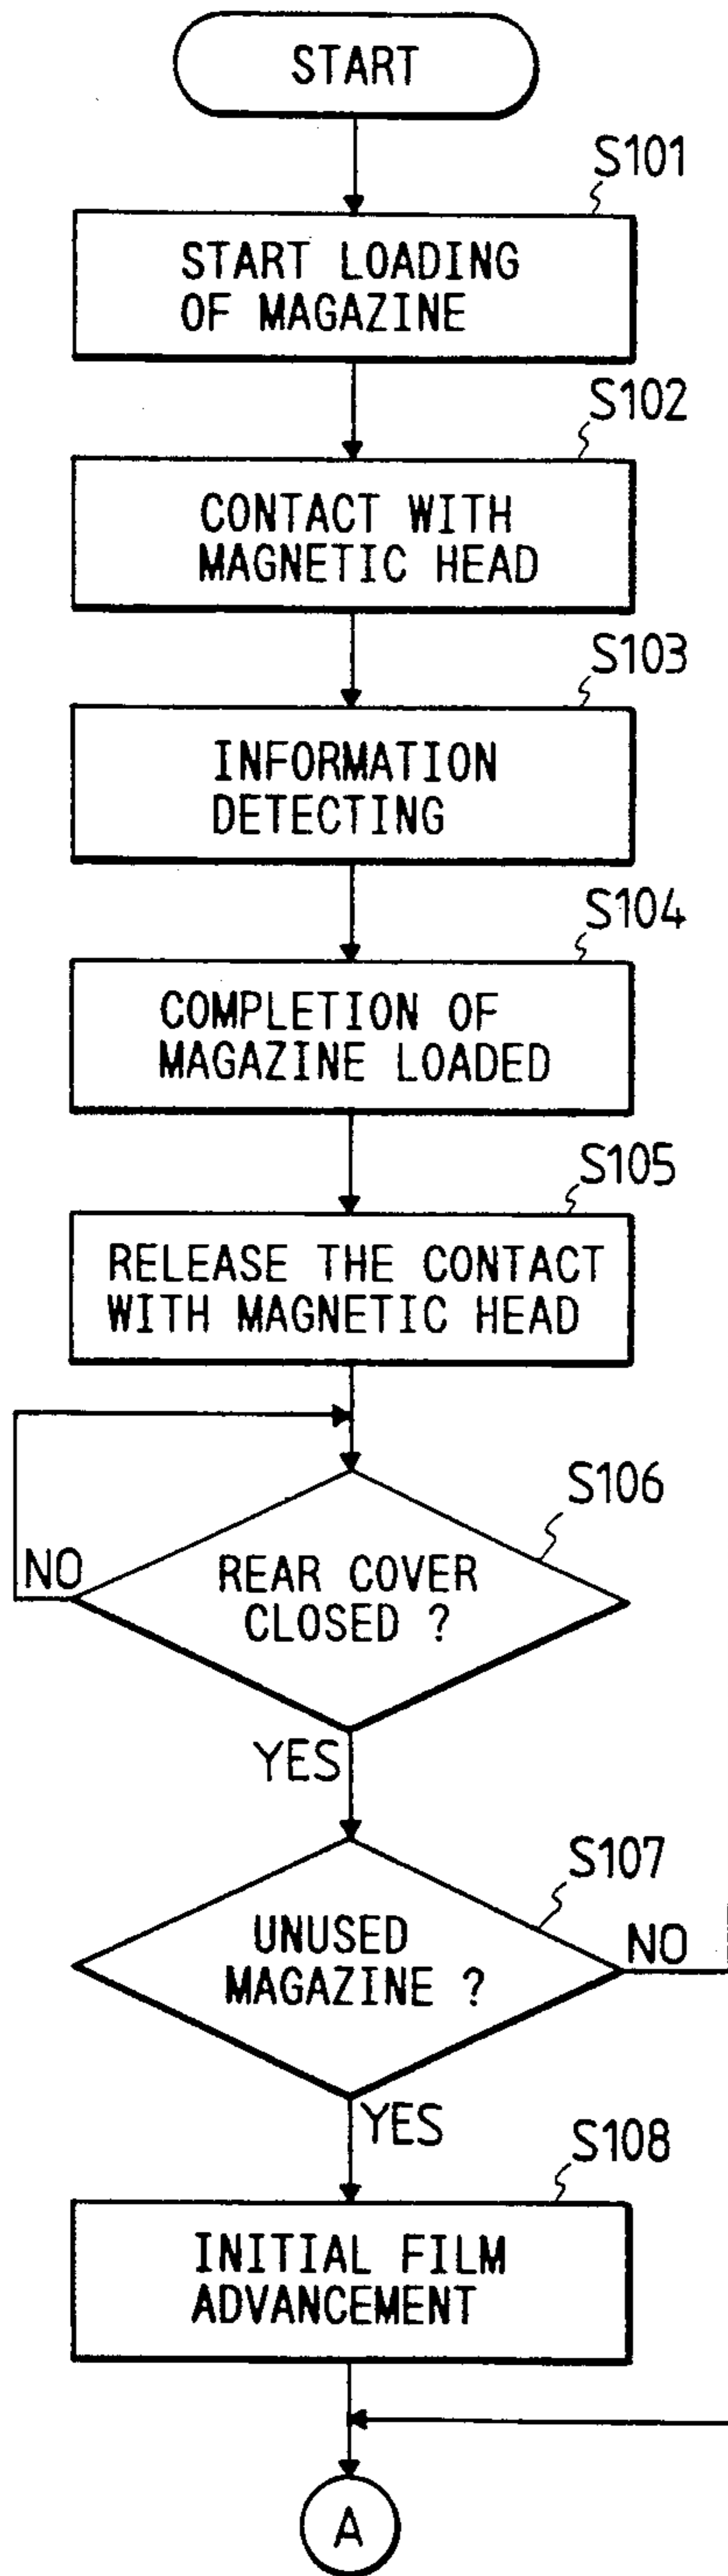 START
S101
START LOADING
OF MAGAZINE
S102
CONTACT WITH
MAGNETIC HEAD
S103
INFORMATION
DETECTING
S104
COMPLETION OF
MAGAZINE LOADED
S105
RELEASE THE CONTACT
WITH MAGNETIC HEAD
S106
REAR COVER
CLOSED ?
NO
YES
S107
UNUSED
MAGAZINE ?
NO
YES
S108
INITIAL FILM
ADVANCEMENT
A